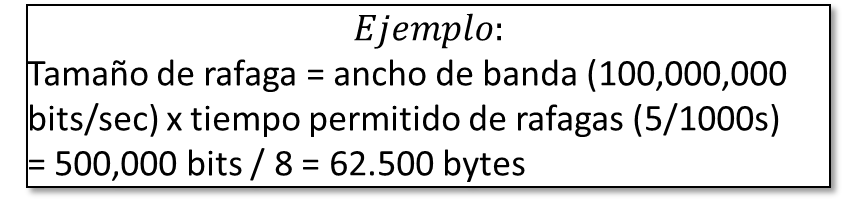 Ejemplo:
Tamaño de rafaga = ancho de banda (100,000,000
bits/sec) x tiempo permitido de rafagas (5/1000s)
= 500,000 bits / 8 = 62.500 bytes